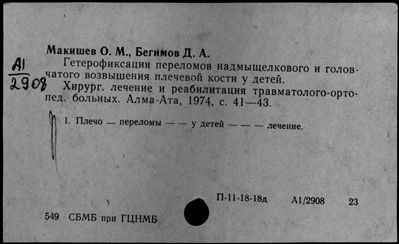 Макишев О. М., Бегимов Д. А.
Гетерофиксация переломов надмыщелкового и голов-
чатого возвышения плечевой кости у детей.
Хирург. лечение и реабилитация травматолого-орто-
пед. больных. Алма-Ата, 1974, с. 41—43.
А1
2908
1. Плечо — переломы — — у детей — — — лечение.
П-11-18-18д А1/2908 23
549 СБМБ при ГЦНМБ